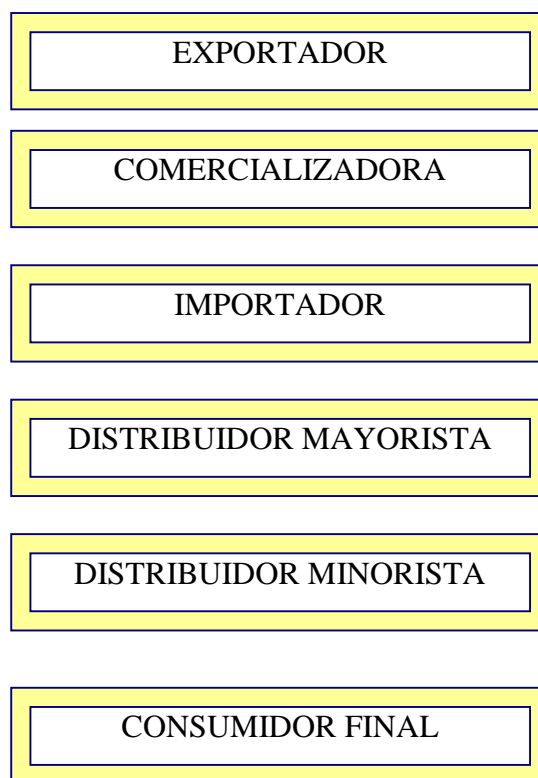 EXPORTADOR
COMERCIALIZADORA
IMPORTADOR
DISTRIBUIDOR MAYORISTA
DISTRIBUIDOR MINORISTA
CONSUMIDOR FINAL